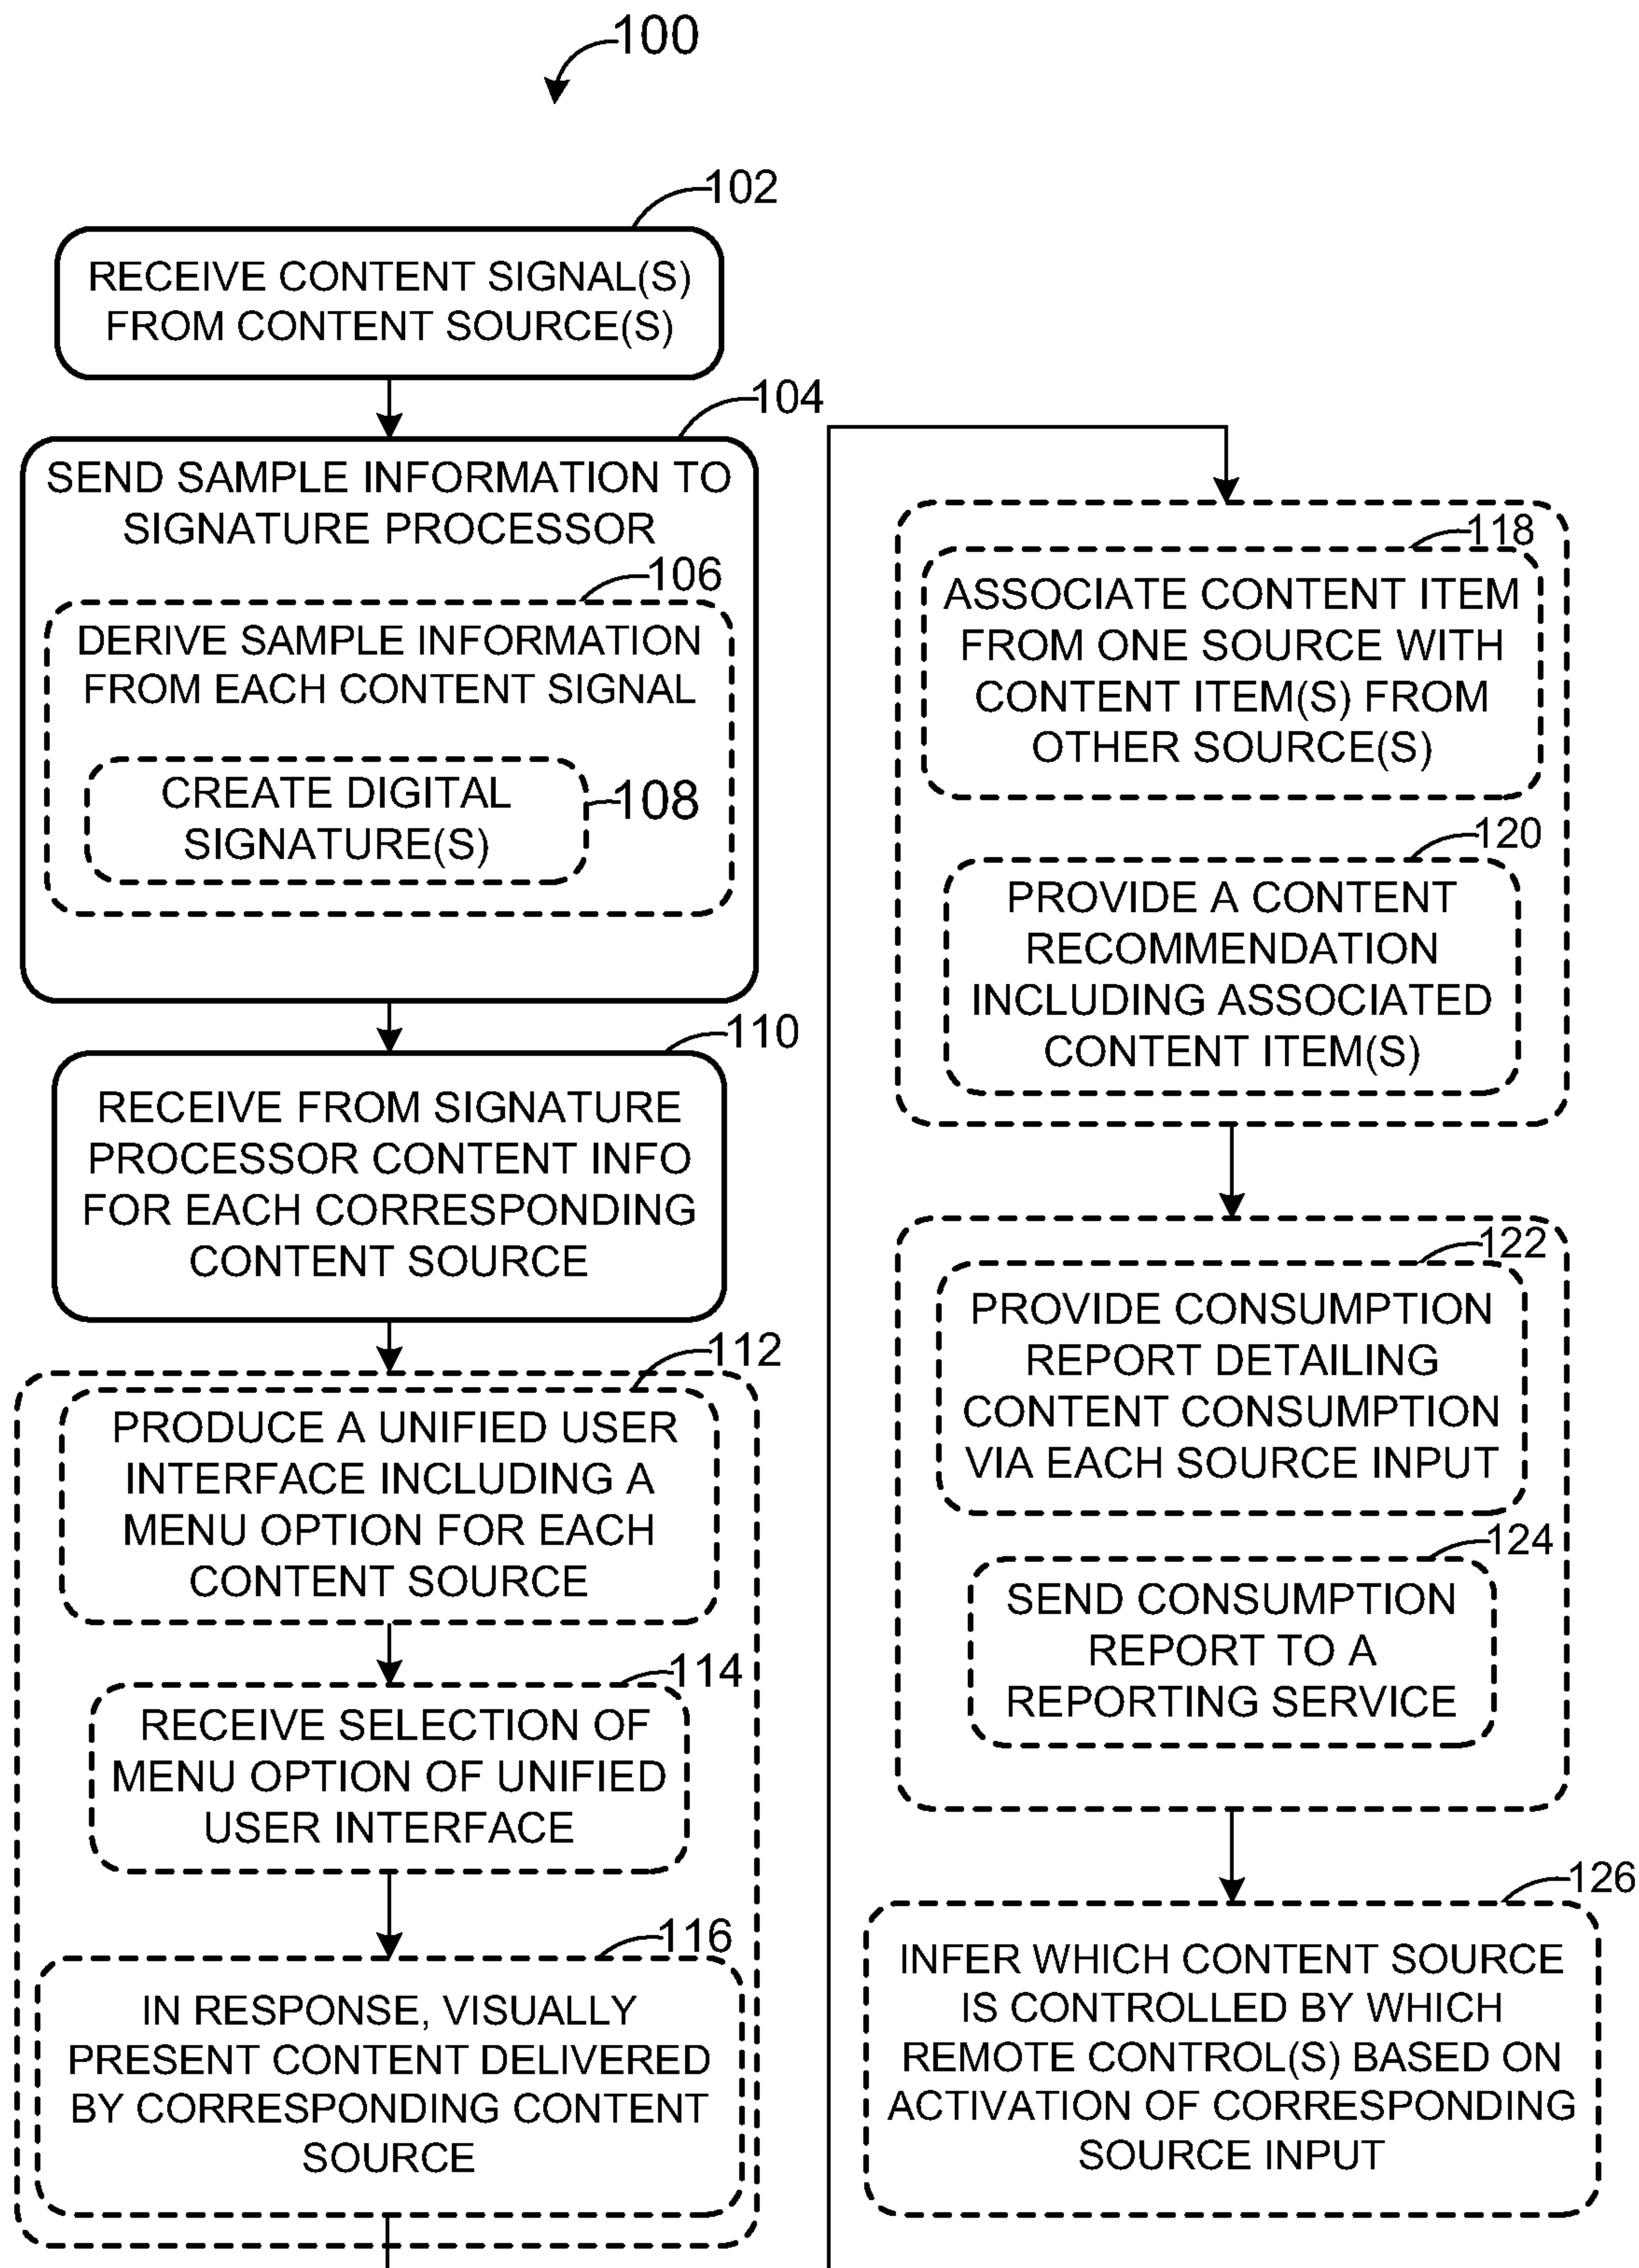 100
102
RECEIVE CONTENT SIGNAL(S)
FROM CONTENT SOURCE(S)
104
SEND SAMPLE INFORMATION TO
SIGNATURE PROCESSOR
106
DERIVE SAMPLE INFORMATION
FROM EACH CONTENT SIGNAL
CREATE DIGITAL
SIGNATURE(S)
108
110
RECEIVE FROM SIGNATURE
PROCESSOR CONTENT INFO
FOR EACH CORRESPONDING
CONTENT SOURCE
112
PRODUCE A UNIFIED USER
INTERFACE INCLUDING A
MENU OPTION FOR EACH
CONTENT SOURCE
114
RECEIVE SELECTION OF
MENU OPTION OF UNIFIED
USER INTERFACE
116
IN RESPONSE, VISUALLY
PRESENT CONTENT DELIVERED
BY CORRESPONDING CONTENT
SOURCE
118
ASSOCIATE CONTENT ITEM
FROM ONE SOURCE WITH
CONTENT ITEM(S) FROM
OTHER SOURCE(S)
120
PROVIDE A CONTENT
RECOMMENDATION
INCLUDING ASSOCIATED
CONTENT ITEM(S)
122
PROVIDE CONSUMPTION
REPORT DETAILING
CONTENT CONSUMPTION
VIA EACH SOURCE INPUT
124
SEND CONSUMPTION
REPORT TO A
REPORTING SERVICE
126
INFER WHICH CONTENT SOURCE
IS CONTROLLED BY WHICH
REMOTE CONTROL(S) BASED ON
ACTIVATION OF CORRESPONDING
SOURCE INPUT